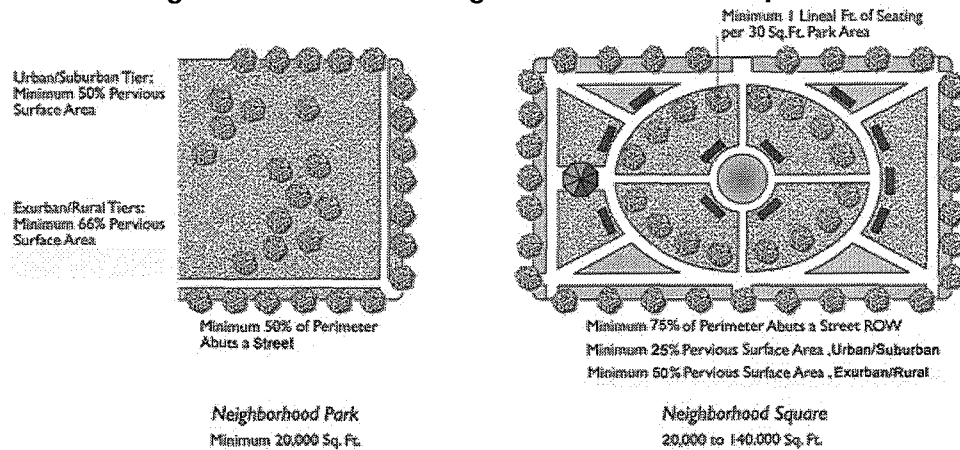 Minimum 1 Lineal Ft. of Seating
per 30 Sq.Ft. Park Area
Urban/Suburban Tier:
Minimum 50% Pervious
Surface Area
Exurban/Rural Tiers:
Minimum 66% Pervious
Surface Area
Minimum 50% of Perimeter
Abuts a Street
Minimum 75% of Perimeter Abuts a Street ROW
Minimum 25% Pervious Surface Area , Urban/Suburban
Minimum 50% Pervious Surface Area , Exurban/Rural
Neighborhood Park
Minimum 20,000 Sq. Ft.
Neighborhood Square
20,000 to 140,000 Sq. Ft.